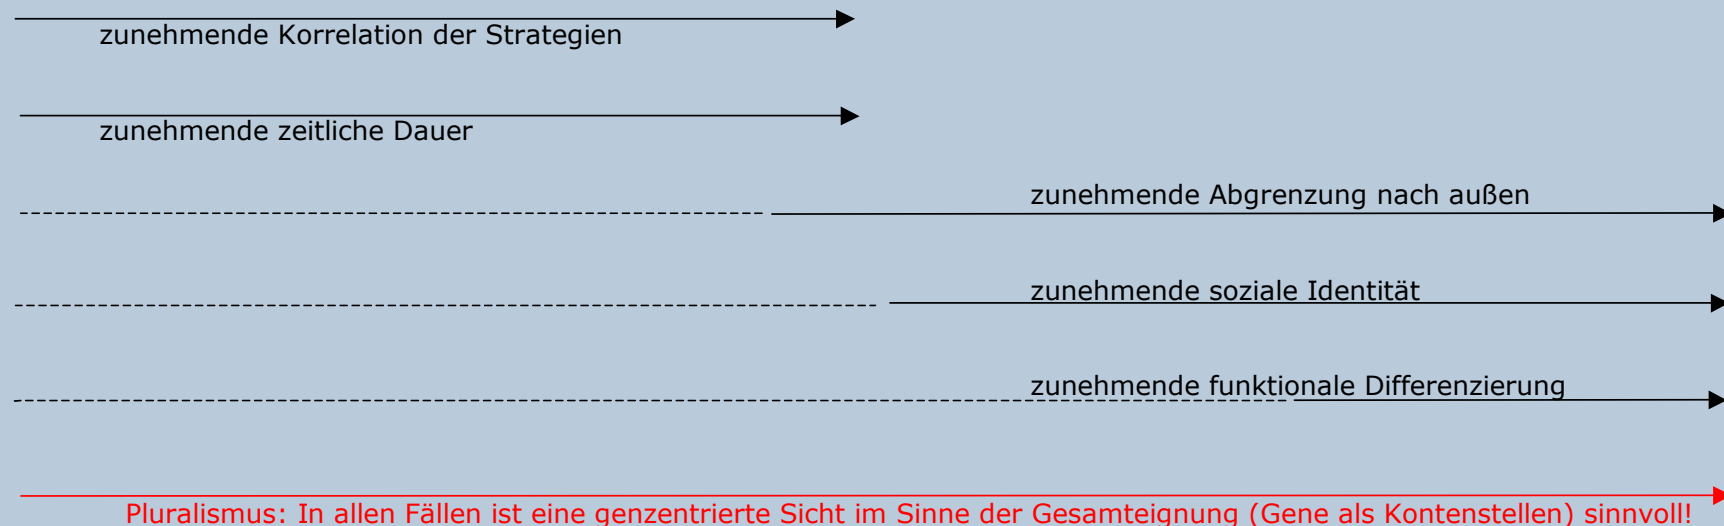 zunehmende Korrelation der Strategien
zunehmende zeitliche Dauer
zunehmende Abgrenzung nach außen
zunehmende soziale Identität
zunehmende funktionale Differenzierung
Pluralismus: In allen Fällen ist eine genzentrierte Sicht im Sinne der Gesamteignung (Gene als Kontenstellen) sinnvoll!